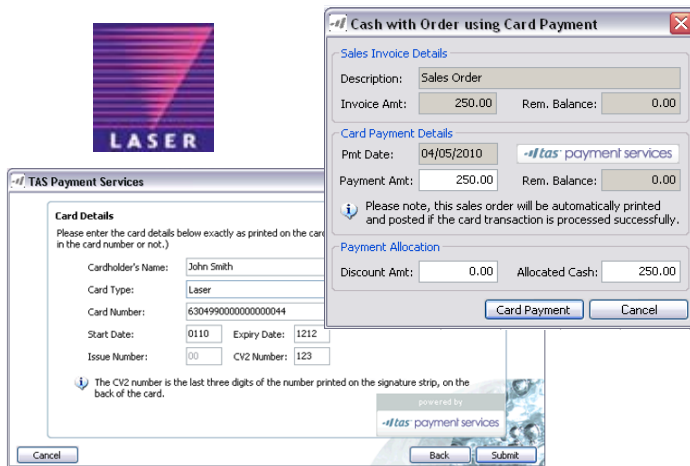 LASER
Cash with Order using Card Payment
Sales Invoice Details
Description: Sales Order
Invoice Amt: 250.00 Rem. Balance: 0.00
Card Payment Details
Pmt Date: 04/05/2010 tas payment services
Payment Amt: 250.00 Rem. Balance: 0.00
Please note, this sales order will be automatically printed
and posted if the card transaction is processed successfully.
Payment Allocation
Discount Amt: 0.00 Allocated Cash: 250.00
Card Payment Cancel
TAS Payment Services
Card Details
Please enter the card details below exactly as printed on the card
in the card number or not.)
Cardholder's Name: John Smith
Card Type: Laser
Card Number: 6304990000000000044
Start Date: 0110 Expiry Date: 1212
Issue Number: 00 CV2 Number: 123
The CV2 number is the last three digits of the number printed on the signature strip, on the
back of the card.
powered by
tas payment services
Cancel Back Submit